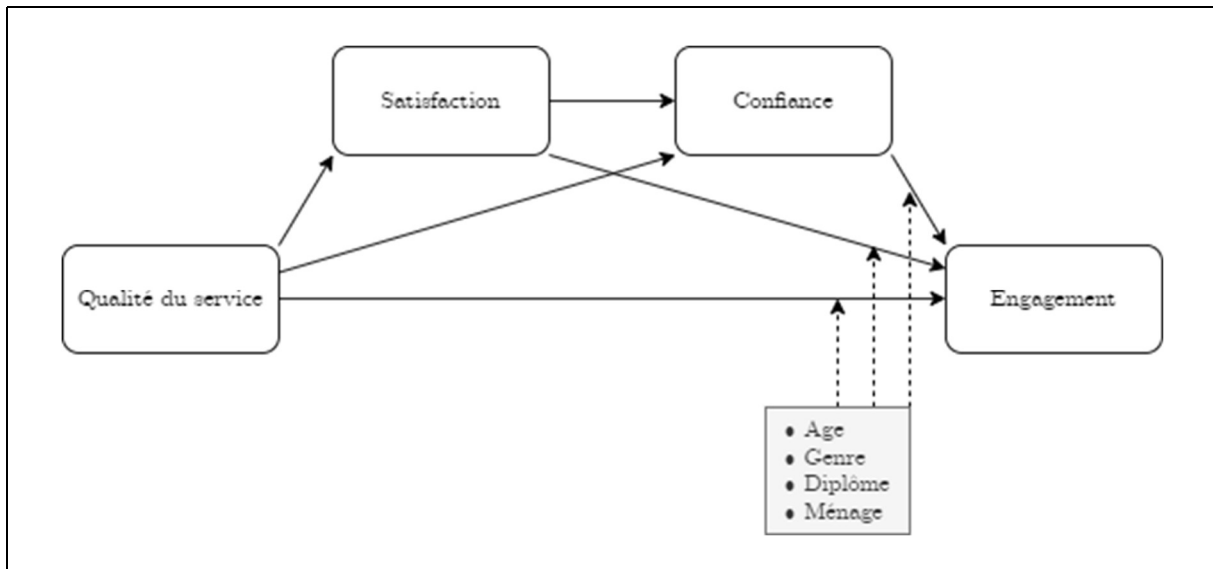 Satisfaction
Confiance
Qualité du service
Engagement
• Age
• Genre
• Diplôme
• Ménage